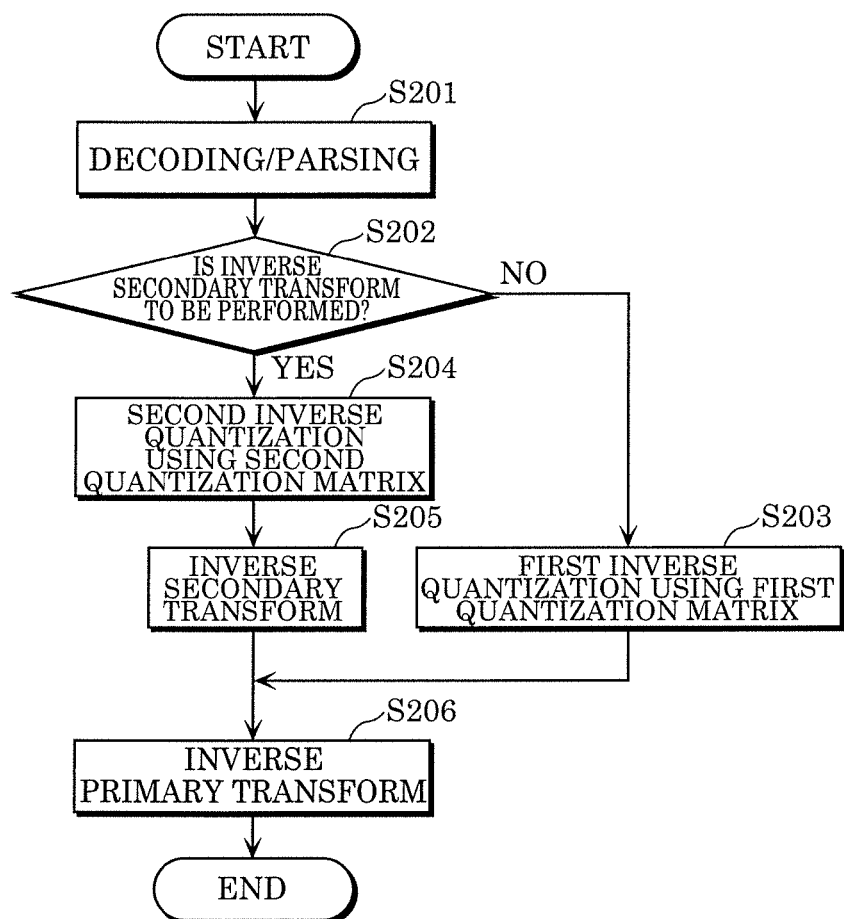 START
S201
DECODING/PARSING
S202
IS INVERSE
SECONDARY TRANSFORM
TO BE PERFORMED?
NO
YES
S204
SECOND INVERSE
QUANTIZATION
USING SECOND
QUANTIZATION MATRIX
S205
INVERSE
SECONDARY
TRANSFORM
S203
FIRST INVERSE
QUANTIZATION USING FIRST
QUANTIZATION MATRIX
S206
INVERSE
PRIMARY TRANSFORM
END